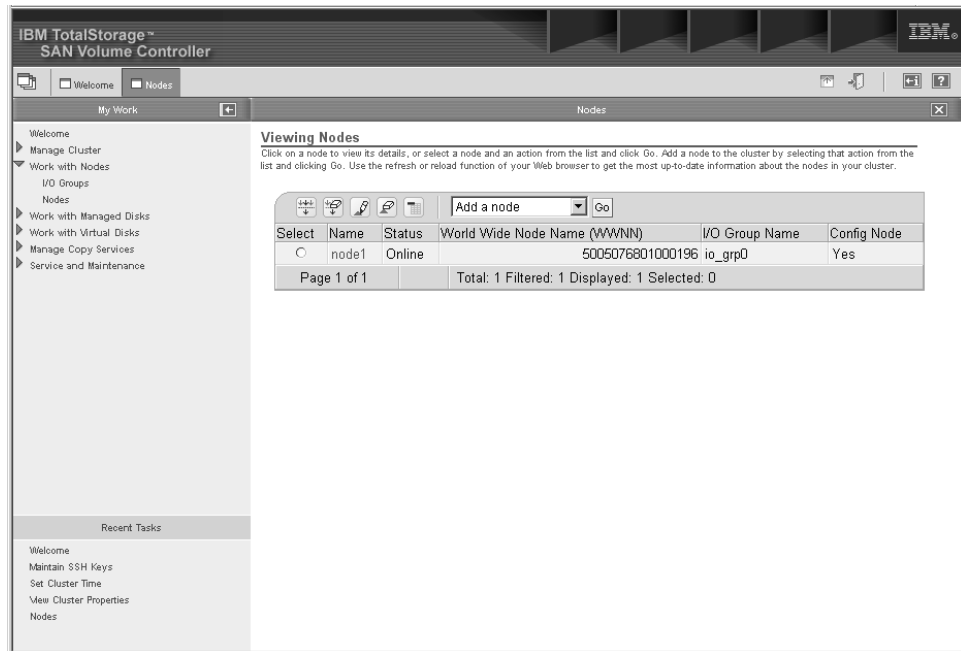 IBM TotalStorage™
SAN Volume Controller
IBM®
Welcome
Nodes
?
My Work
Nodes
Welcome
Manage Cluster
Work with Nodes
I/O Groups
Nodes
Work with Managed Disks
Work with Virtual Disks
Manage Copy Services
Service and Maintenance
Viewing Nodes
Click on a node to view its details, or select a node and an action from the list and click Go. Add a node to the cluster by selecting that action from the
list and clicking Go. Use the refresh or reload function of your Web browser to get the most up-to-date information about the nodes in your cluster.
Add a node Go
Select Name Status World Wide Node Name (WWNN) I/O Group Name Config Node
node1 Online 5005076801000196 io_grp0 Yes
Page 1 of 1 Total: 1 Filtered: 1 Displayed: 1 Selected: 0
Recent Tasks
Welcome
Maintain SSH Keys
Set Cluster Time
View Cluster Properties
Nodes